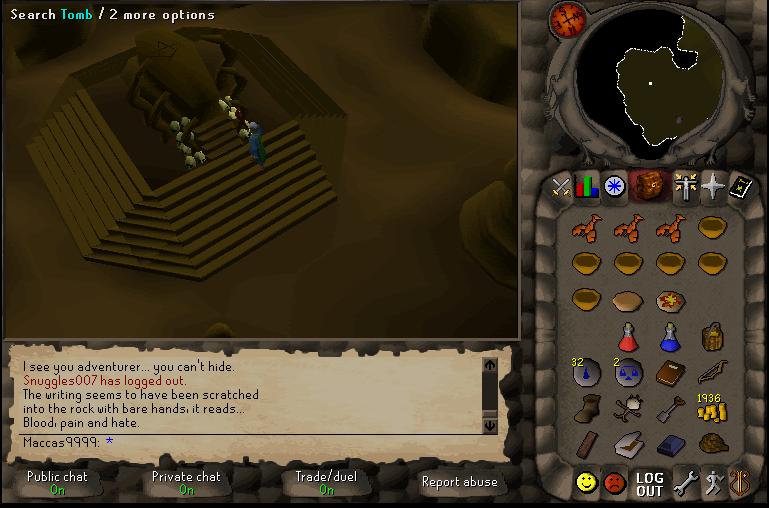 Search Tomb / 2 more options
I see you adventurer... you can't hide.
Snuggles007 has logged out.
The writing seems to have been scratched
into the rock with bare hands, it reads...
Blood, pain and hate.
Maccas9999: *
Public chat
On
Private chat
On
Trade/duel
On
Report abuse
32
2
1936
LOG
OUT